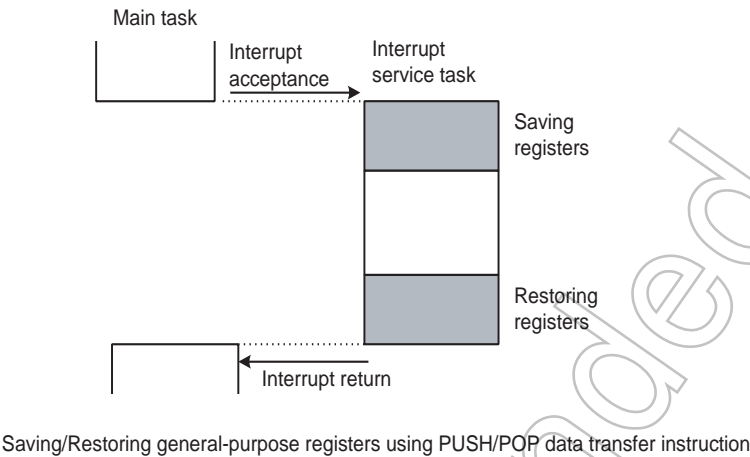 Main task
Interrupt
acceptance
Interrupt
service task
Saving
registers
Restoring
registers
Interrupt return
Saving/Restoring general-purpose registers using PUSH/POP data transfer instruction